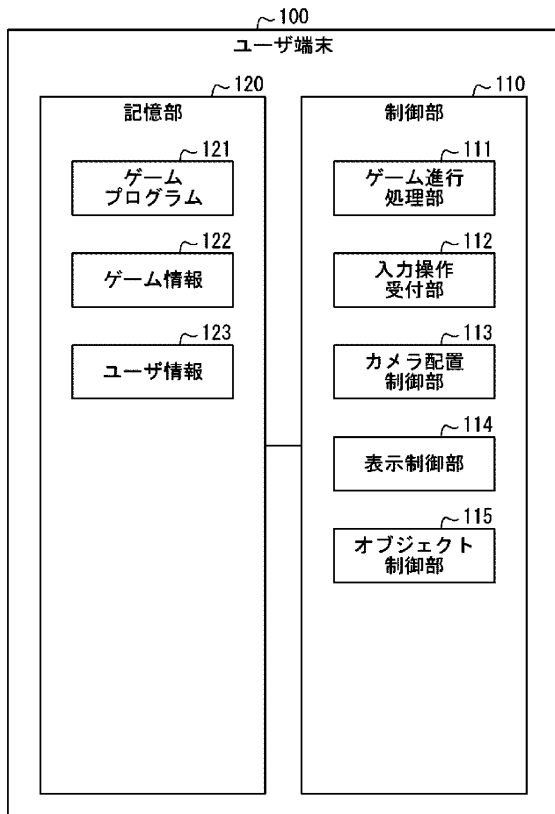 100
ユーザ端末
120
記憶部
121
ゲーム
プログラム
122
ゲーム情報
123
ユーザ情報
110
制御部
111
ゲーム進行
処理部
112
入力操作
受付部
113
カメラ配置
制御部
114
表示制御部
115
オブジェクト
制御部